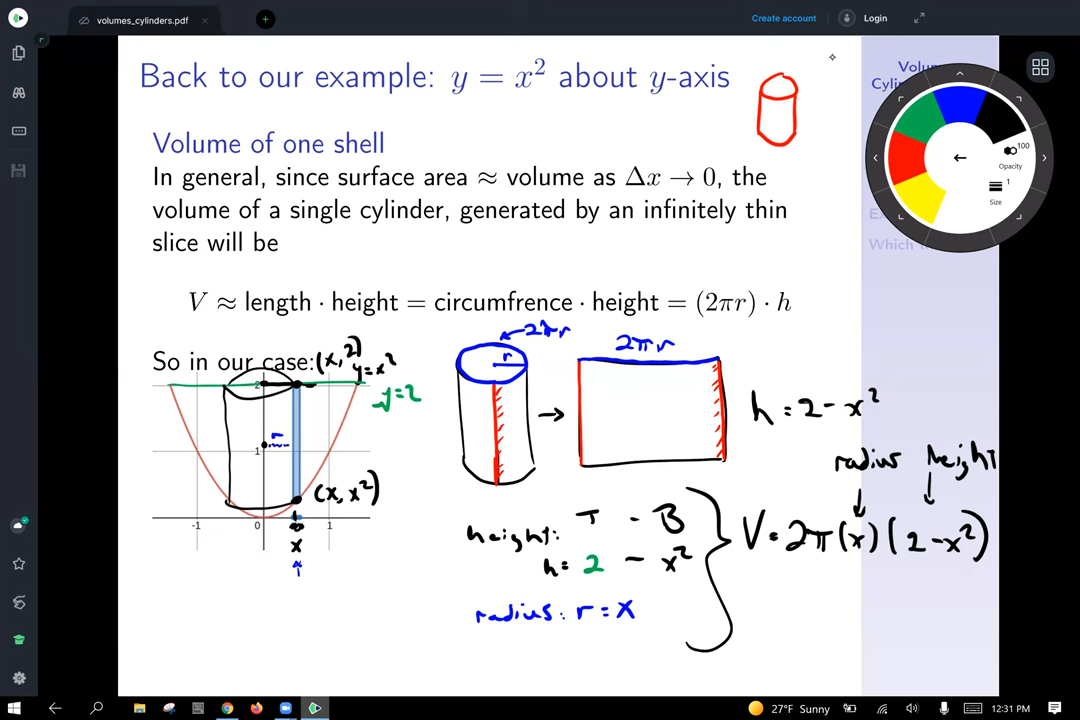 volumes_cylinders.pdf
Create account
Login
Back to our example: y = x² about y-axis
Volume of one shell
In general, since surface area ≈ volume as Δx → 0, the
volume of a single cylinder, generated by an infinitely thin
slice will be
V ≈ length · height = circumfrence · height = (2πr) · h
So in our case:
(x, 2)
y=x²
y=2
2
1
r
(x, x²)
-1
0
1
x
2πr
r
2πr
h = 2 - x²
radius
height
height: T - B
h= 2 - x²
radius: r = x
V = 2π(x)(2-x²)
Volu
Cylin
Ex
Which
100
Opacity
1
Size
27°F Sunny
12:31 PM